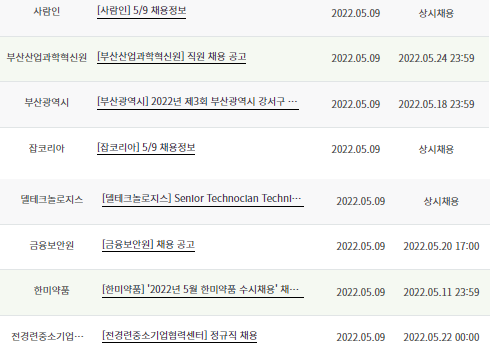 사람인 [사람인] 5/9 채용정보 2022.05.09 상시채용
부산산업과학혁신원 [부산산업과학혁신원] 직원 채용 공고 2022.05.09 2022.05.24 23:59
부산광역시 [부산광역시] 2022년 제3회 부산광역시 강서구 … 2022.05.09 2022.05.18 23:59
잡코리아 [잡코리아] 5/9 채용정보 2022.05.09 상시채용
델테크놀로지스 [델테크놀로지스] Senior Technocian Techni… 2022.05.09 상시채용
금융보안원 [금융보안원] 채용 공고 2022.05.09 2022.05.20 17:00
한미약품 [한미약품] '2022년 5월 한미약품 수시채용' 채… 2022.05.09 2022.05.11 23:59
전경련중소기업… [전경련중소기업협력센터] 정규직 채용 2022.05.09 2022.05.22 00:00